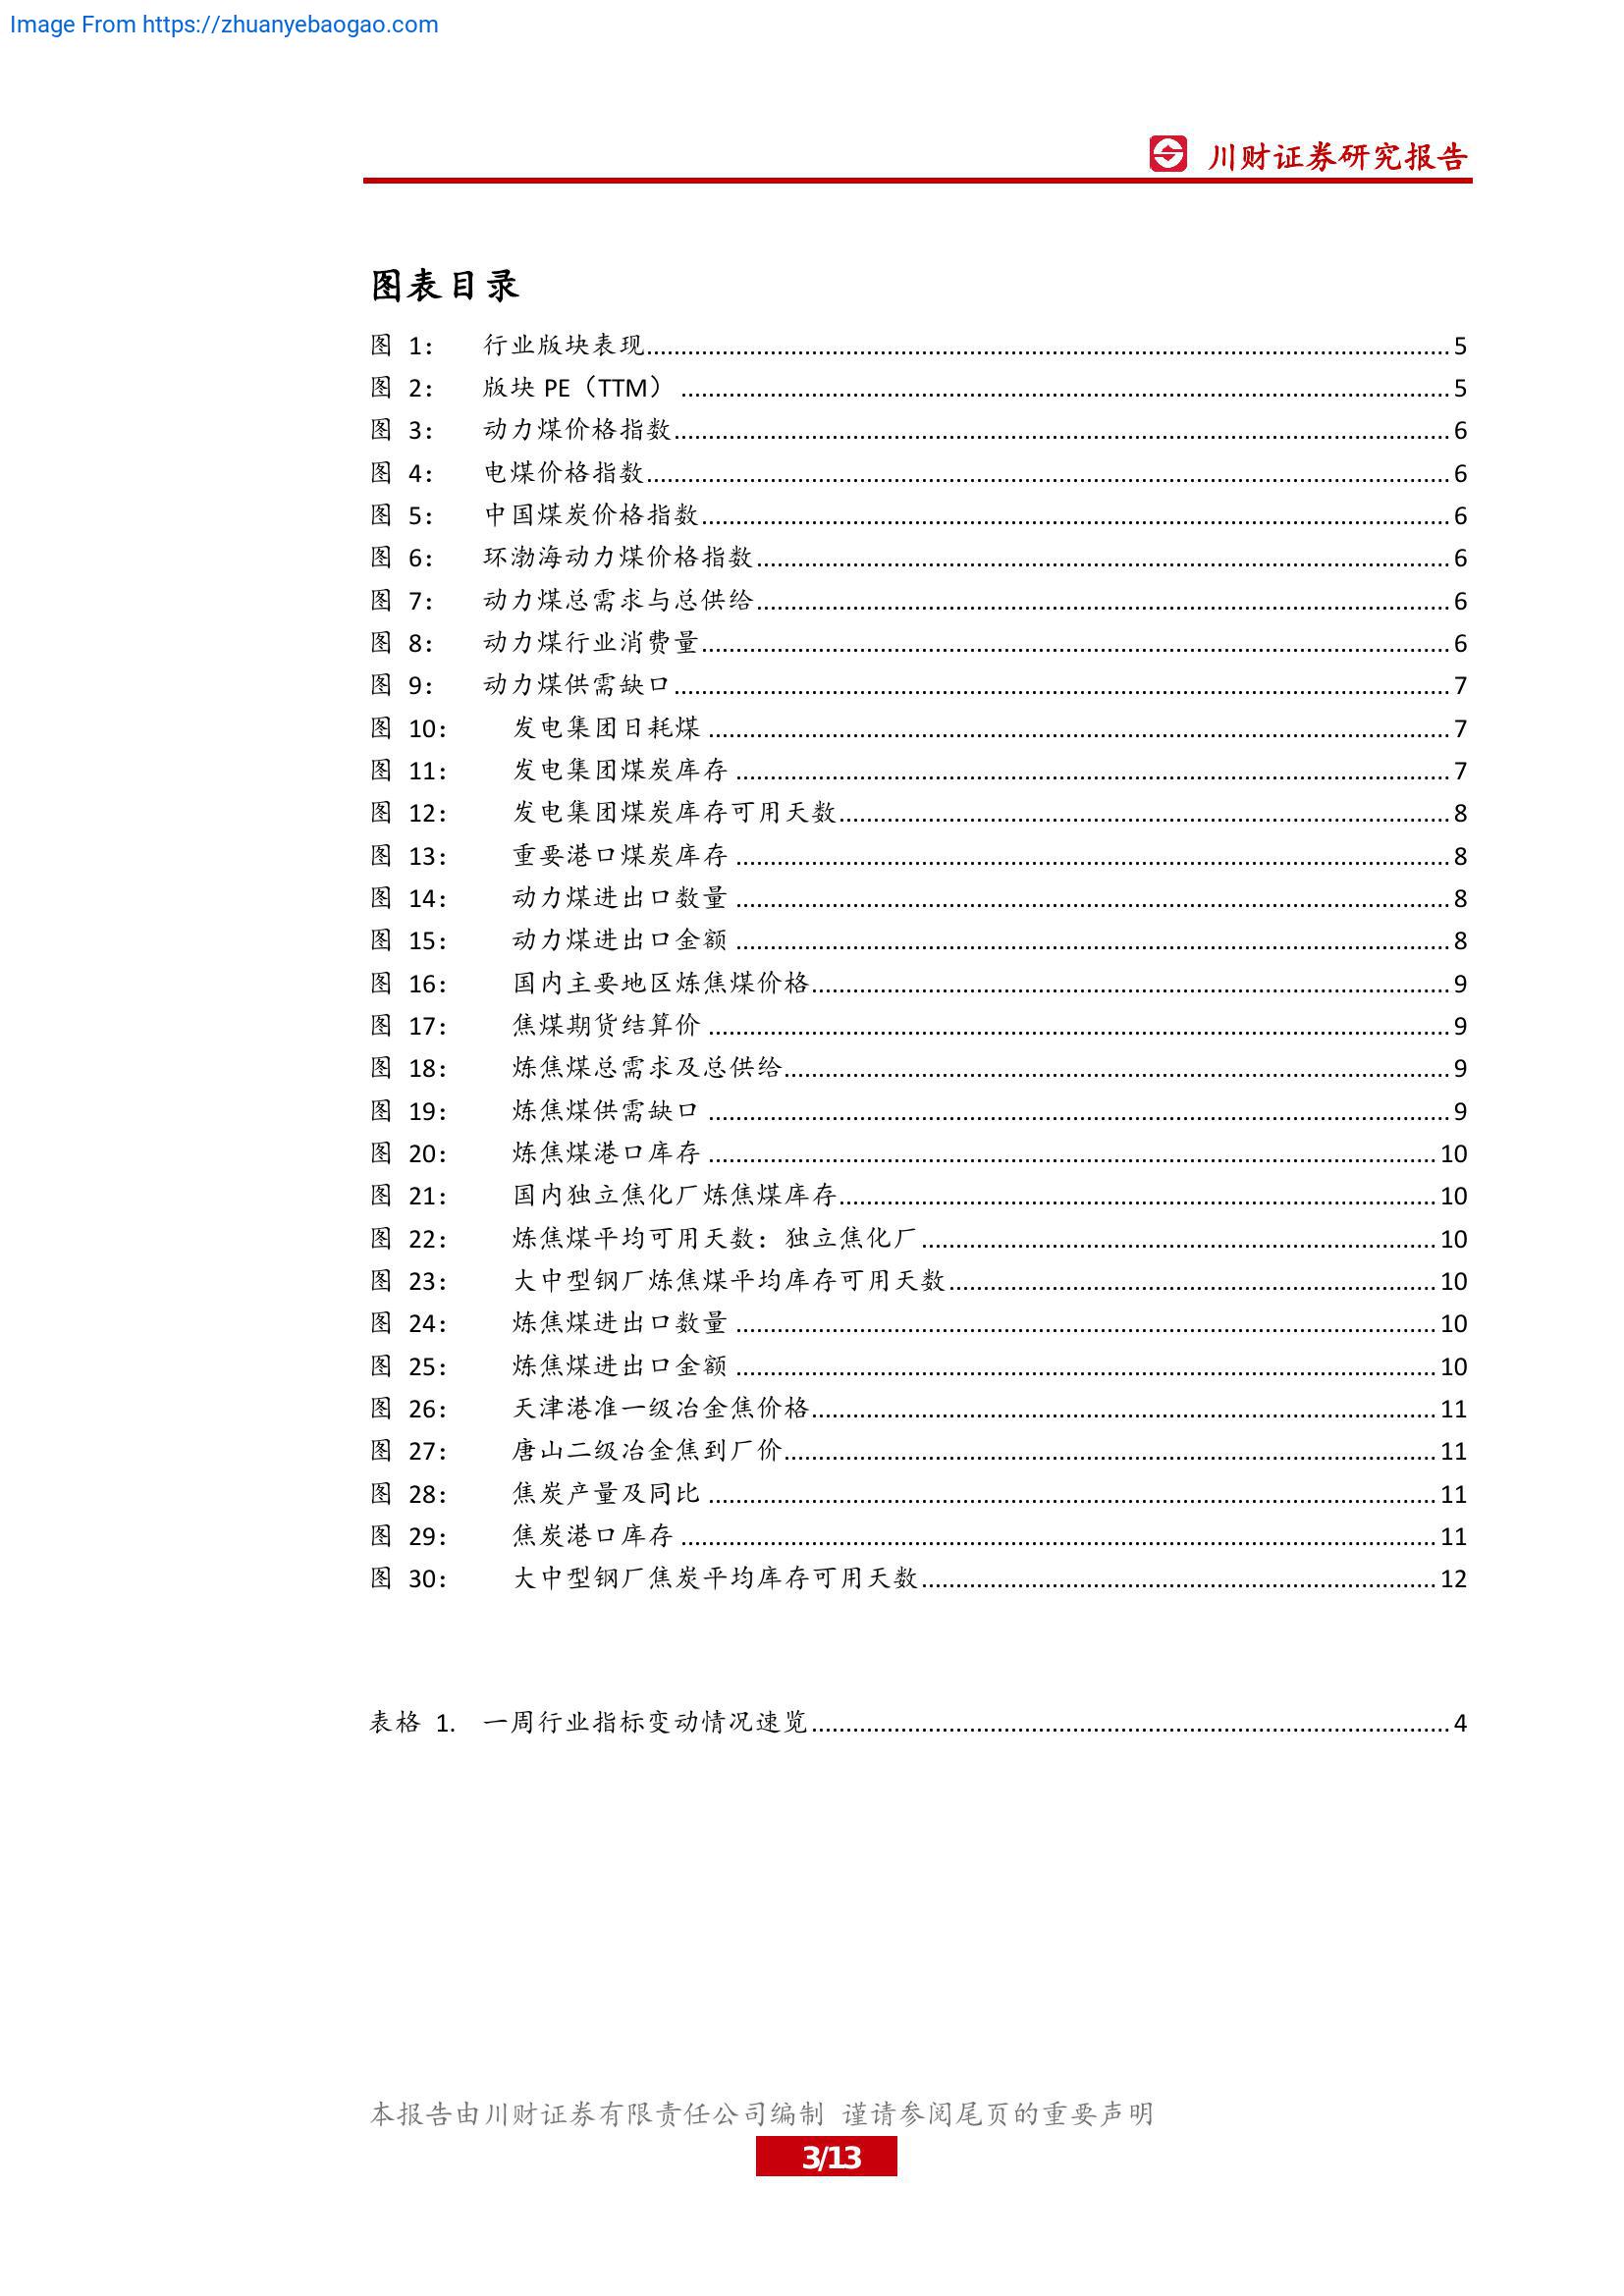 Image From https://zhuanyebaogao.com
川财证券研究报告
图表目录
图 1： 行业版块表现 5
图 2： 版块 PE（TTM） 5
图 3： 动力煤价格指数 6
图 4： 电煤价格指数 6
图 5： 中国煤炭价格指数 6
图 6： 环渤海动力煤价格指数 6
图 7： 动力煤总需求与总供给 6
图 8： 动力煤行业消费量 6
图 9： 动力煤供需缺口 7
图 10： 发电集团日耗煤 7
图 11： 发电集团煤炭库存 7
图 12： 发电集团煤炭库存可用天数 8
图 13： 重要港口煤炭库存 8
图 14： 动力煤进出口数量 8
图 15： 动力煤进出口金额 8
图 16： 国内主要地区炼焦煤价格 9
图 17： 焦煤期货结算价 9
图 18： 炼焦煤总需求及总供给 9
图 19： 炼焦煤供需缺口 9
图 20： 炼焦煤港口库存 10
图 21： 国内独立焦化厂炼焦煤库存 10
图 22： 炼焦煤平均可用天数：独立焦化厂 10
图 23： 大中型钢厂炼焦煤平均库存可用天数 10
图 24： 炼焦煤进出口数量 10
图 25： 炼焦煤进出口金额 10
图 26： 天津港准一级冶金焦价格 11
图 27： 唐山二级冶金焦到厂价 11
图 28： 焦炭产量及同比 11
图 29： 焦炭港口库存 11
图 30： 大中型钢厂焦炭平均库存可用天数 12
表格 1. 一周行业指标变动情况速览 4
本报告由川财证券有限责任公司编制 谨请参阅尾页的重要声明
3/13